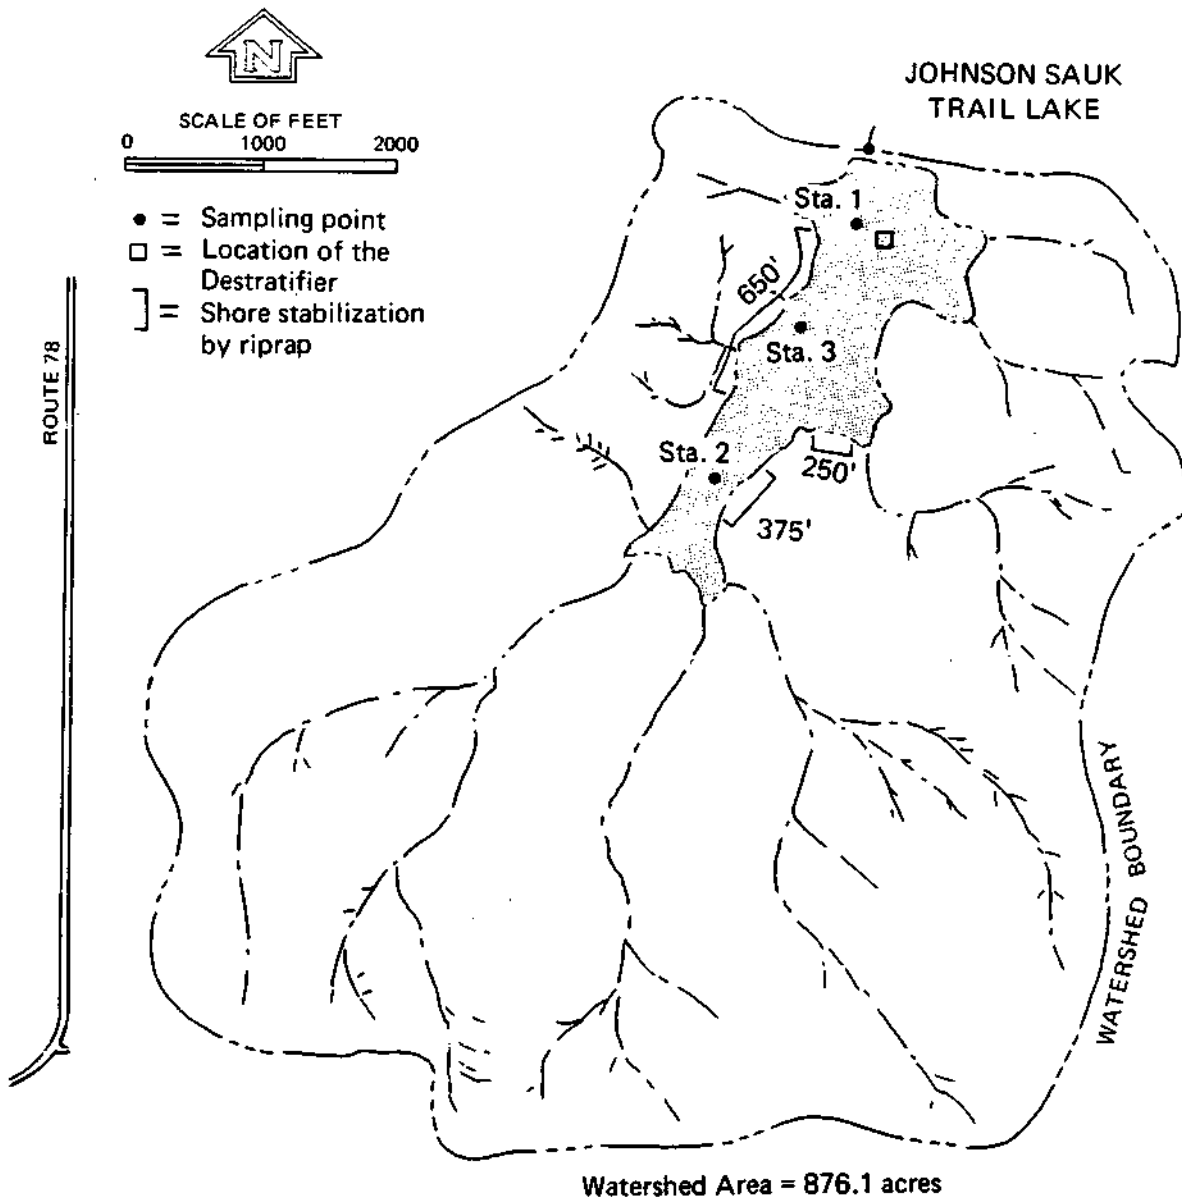 N
JOHNSON SAUK
TRAIL LAKE
SCALE OF FEET
0 1000 2000
● = Sampling point
□ = Location of the
Destratifier
] = Shore stabilization
by riprap
ROUTE 78
Sta. 1
650'
Sta. 3
Sta. 2
250'
375'
WATERSHED BOUNDARY
Watershed Area = 876.1 acres